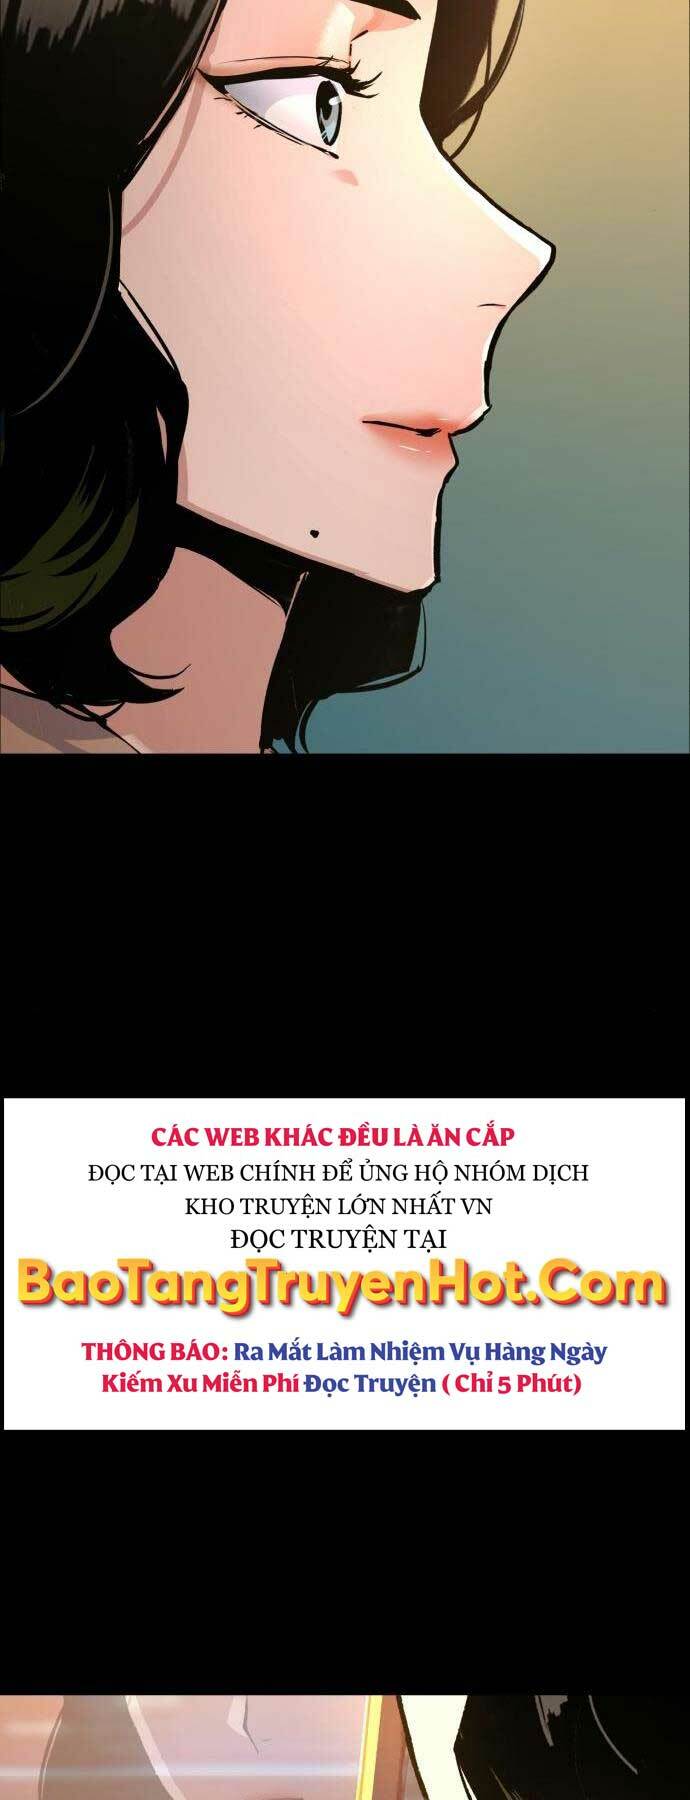 CÁC WEB KHÁC ĐỀU LÀ ĂN CẮP
ĐỌC TẠI WEB CHÍNH ĐỂ ỦNG HỘ NHÓM DỊCH
KHO TRUYỆN LỚN NHẤT VN
ĐỌC TRUYỆN TẠI
BaoTangTruyenHot.Com
THÔNG BÁO: Ra Mắt Làm Nhiệm Vụ Hàng Ngày
Kiếm Xu Miễn Phí Đọc Truyện ( Chỉ 5 Phút)